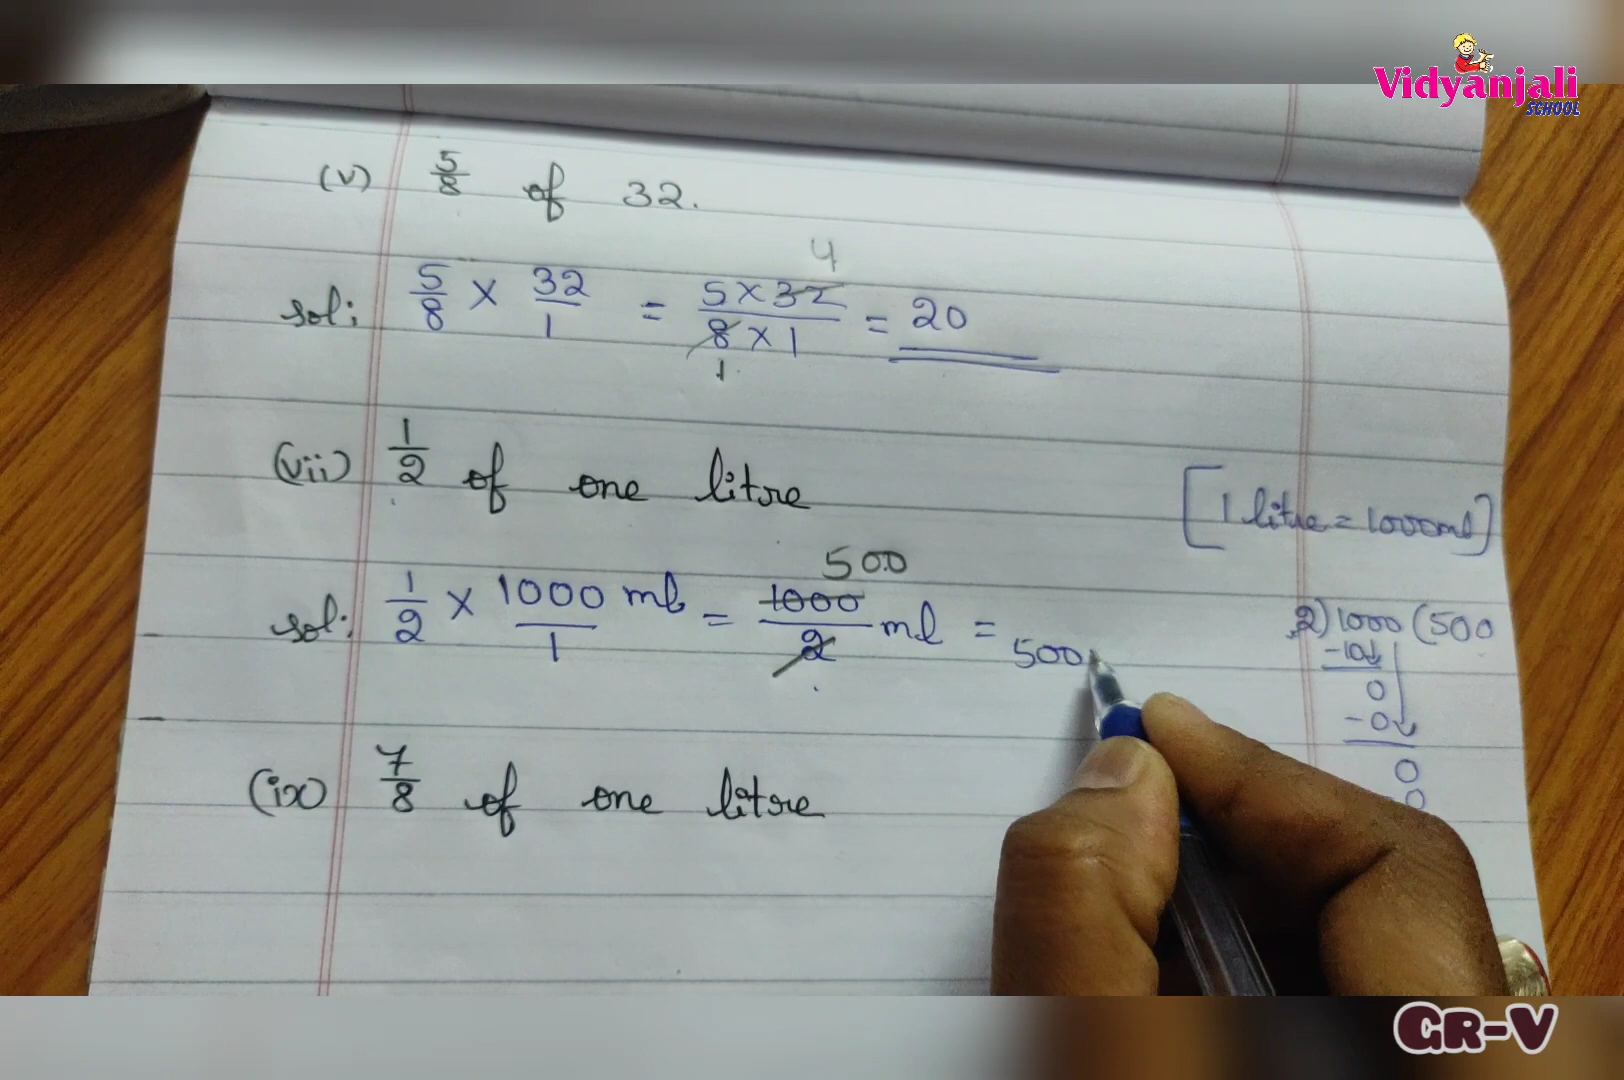 Vidyanjali
SCHOOL
(v) 5/8 of 32.
4
sol: 5/8 × 32/1 = 5×32/8×1 = 20
1
(vii) 1/2 of one litre
[1 litre = 1000ml]
500
sol: 1/2 × 1000/1 ml = 1000/2 ml = 500
2)1000(500
-10↓
0
-0
0
0
(ix) 7/8 of one litre
GR-V